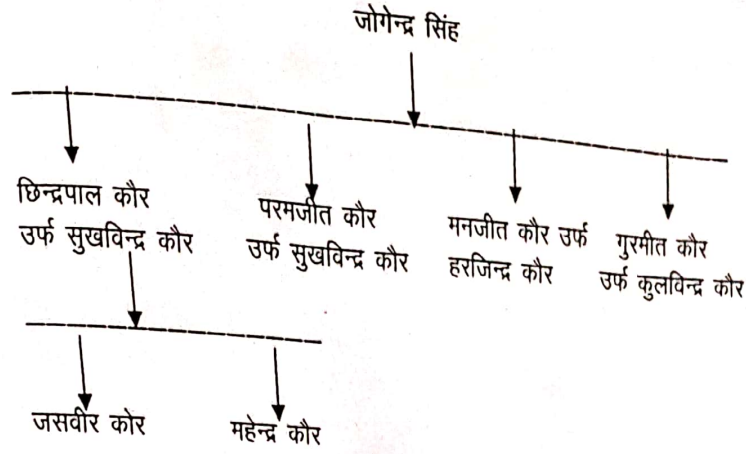 जोगेन्द्र सिंह
छिन्द्रपाल कौर
उर्फ सुखविन्द्र कौर
परमजीत कौर
उर्फ सुखविन्द्र कौर
मनजीत कौर उर्फ
हरजिन्द्र कौर
गुरमीत कौर
उर्फ कुलविन्द्र कौर
जसवीर कोर
महेन्द्र कौर